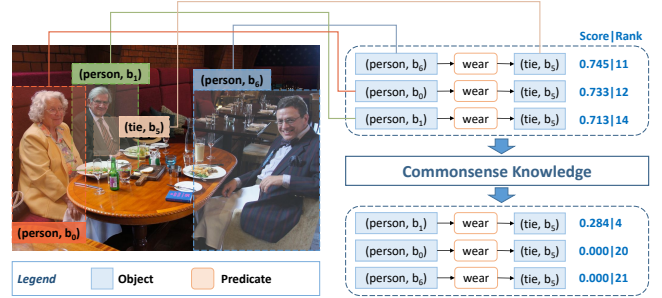 Score|Rank
(person, b₁) (person, b₆) (person, b₆) wear (tie, b₅) 0.745|11
(tie, b₅) (person, b₀) wear (tie, b₅) 0.733|12
(person, b₁) wear (tie, b₅) 0.713|14
Commonsense Knowledge
(person, b₁) wear (tie, b₅) 0.284|4
(person, b₀) (person, b₀) wear (tie, b₅) 0.000|20
Legend Object Predicate (person, b₆) wear (tie, b₅) 0.000|21